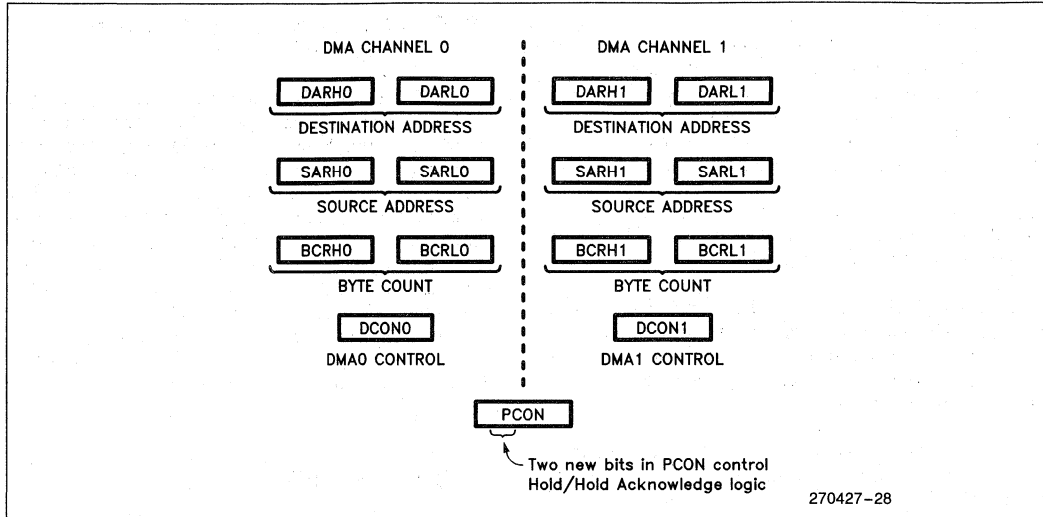 DMA CHANNEL 0 DMA CHANNEL 1
DARH0 DARL0 DARH1 DARL1
DESTINATION ADDRESS DESTINATION ADDRESS
SARH0 SARL0 SARH1 SARL1
SOURCE ADDRESS SOURCE ADDRESS
BCRH0 BCRL0 BCRH1 BCRL1
BYTE COUNT BYTE COUNT
DCON0 DCON1
DMA0 CONTROL DMA1 CONTROL
PCON
Two new bits in PCON control
Hold/Hold Acknowledge logic
270427-28